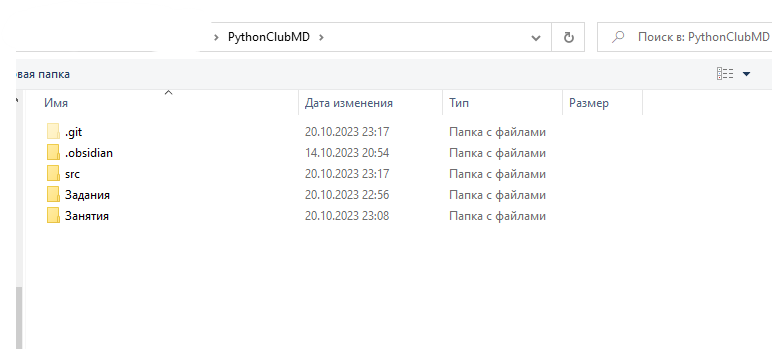 PythonClubMD
Поиск в: PythonClubMD
овая папка
Имя Дата изменения Тип Размер
.git 20.10.2023 23:17 Папка с файлами
.obsidian 14.10.2023 20:54 Папка с файлами
src 20.10.2023 23:17 Папка с файлами
Задания 20.10.2023 22:56 Папка с файлами
Занятия 20.10.2023 23:08 Папка с файлами